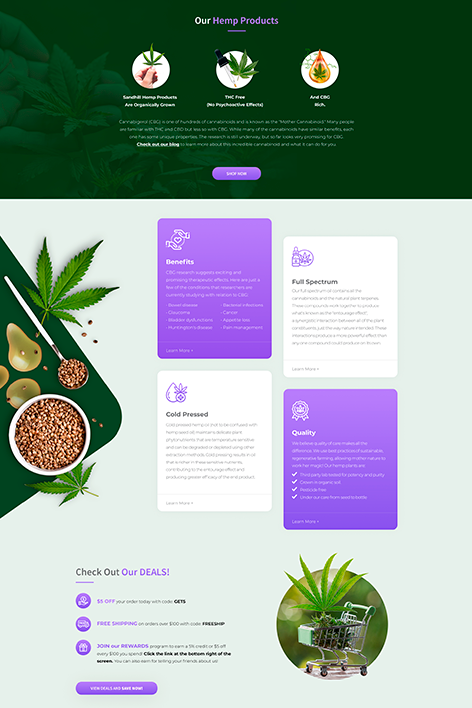 Our Hemp Products
Sandhill Hemp Products
Are Organically Grown
THC Free
(No Psychoactive Effects)
And CBG
Rich.
Cannabigerol (CBG) is one of hundreds of cannabinoids and is known as the "Mother Cannabinoid." Many people
are familiar with THC and CBD but less so with CBG. While many of the cannabinoids have similar benefits, each
one has some unique properties. The research is still underway, but so far, looks very promising for CBG.
Check out our blog to learn more about this incredible cannabinoid and what it can do for you.
SHOP NOW
Benefits
CBG research suggests exciting and
promising therapeutic effects. Here are just a
few of the conditions that researchers are
currently studying with relation to CBG:
- Bowel disease
- Glaucoma
- Bladder dysfunctions
- Huntington's disease
- Bacterial infections
- Cancer
- Appetite loss
- Pain management
Learn More >
Full Spectrum
Our full spectrum oil contains all the
cannabinoids and the natural plant terpenes.
These compounds work together to produce
what's known as the "entourage effect",
a synergistic interaction between all of the plant
constituents, just the way nature intended. These
interactions produce a more powerful effect than
any one compound could produce on its own.
Learn More >
Cold Pressed
Cold pressed hemp oil (not to be confused with
hemp seed oil) maintains delicate plant
phytonutrients that are temperature sensitive
and can be degraded or depleted using other
extraction methods. Cold pressing results in oil
that is richer in these sensitive nutrients,
contributing to the entourage effect and
producing greater efficacy of the end product.
Learn More >
Quality
We believe quality of care makes all the
difference. We use best practices of sustainable,
regenerative farming, allowing mother nature to
work her magic! Our hemp plants are:
Third party lab tested for potency and purity
Grown in organic soil
Pesticide free
Under our care from seed to bottle
Learn More >
Check Out Our DEALS!
$5 OFF your order today with code: GET5
FREE SHIPPING on orders over $100 with code: FREESHIP
JOIN our REWARDS program to earn a 5% credit or $5 off
every $100 you spend! Click the link at the bottom right of the
screen. You can also earn for telling your friends about us!
VIEW DEALS AND SAVE NOW!